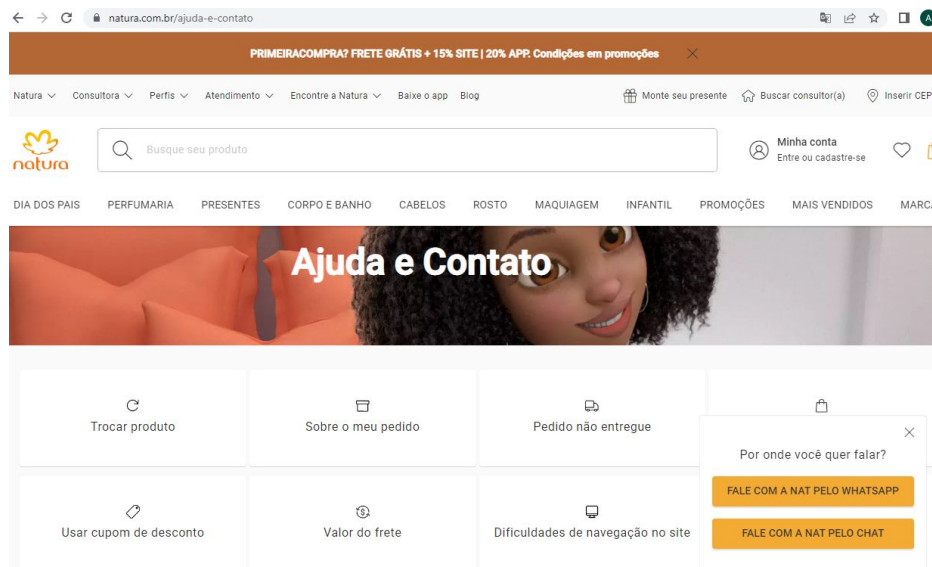 natura.com.br/ajuda-e-contato
PRIMEIRACOMPRA? FRETE GRÁTIS + 15% SITE | 20% APP. Condições em promoções
Natura Consultora Perfis Atendimento Encontre a Natura Baixe o app Blog Monte seu presente Buscar consultor(a) Inserir CEP
natura
Busque seu produto
Minha conta
Entre ou cadastre-se
DIA DOS PAIS PERFUMARIA PRESENTES CORPO E BANHO CABELOS ROSTO MAQUIAGEM INFANTIL PROMOÇÕES MAIS VENDIDOS MARC
Ajuda e Contato
Trocar produto
Sobre o meu pedido
Pedido não entregue
Usar cupom de desconto
Valor do frete
Dificuldades de navegação no site
Por onde você quer falar?
FALE COM A NAT PELO WHATSAPP
FALE COM A NAT PELO CHAT